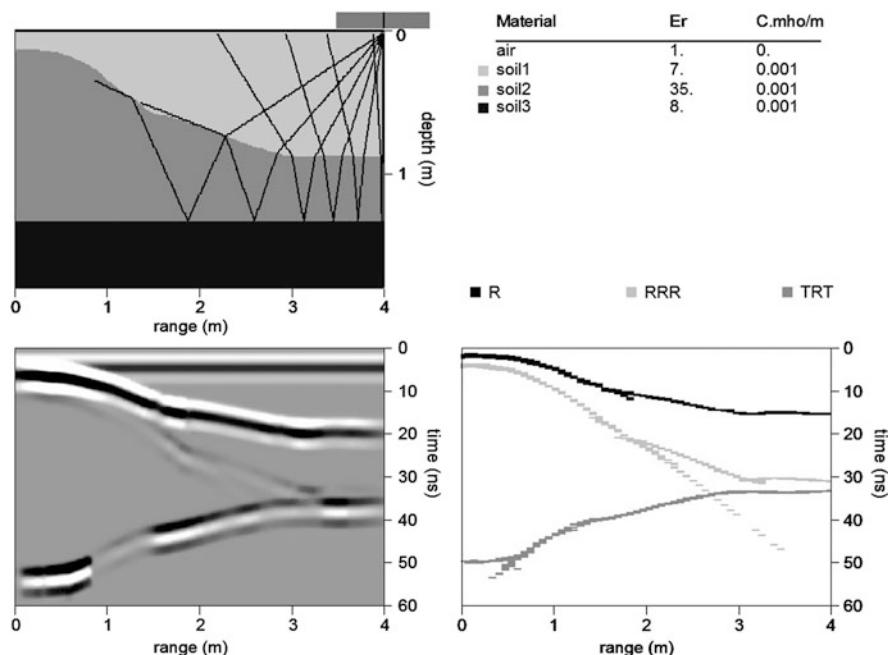 0
1
depth (m)
0 1 2 3 4
range (m)
Material Er C.mho/m
air 1. 0.
soil1 7. 0.001
soil2 35. 0.001
soil3 8. 0.001
R RRR TRT
0
10
20
30
40
50
60
time (ns)
0 1 2 3 4
range (m)
0
10
20
30
40
50
60
time (ns)
0 1 2 3 4
range (m)